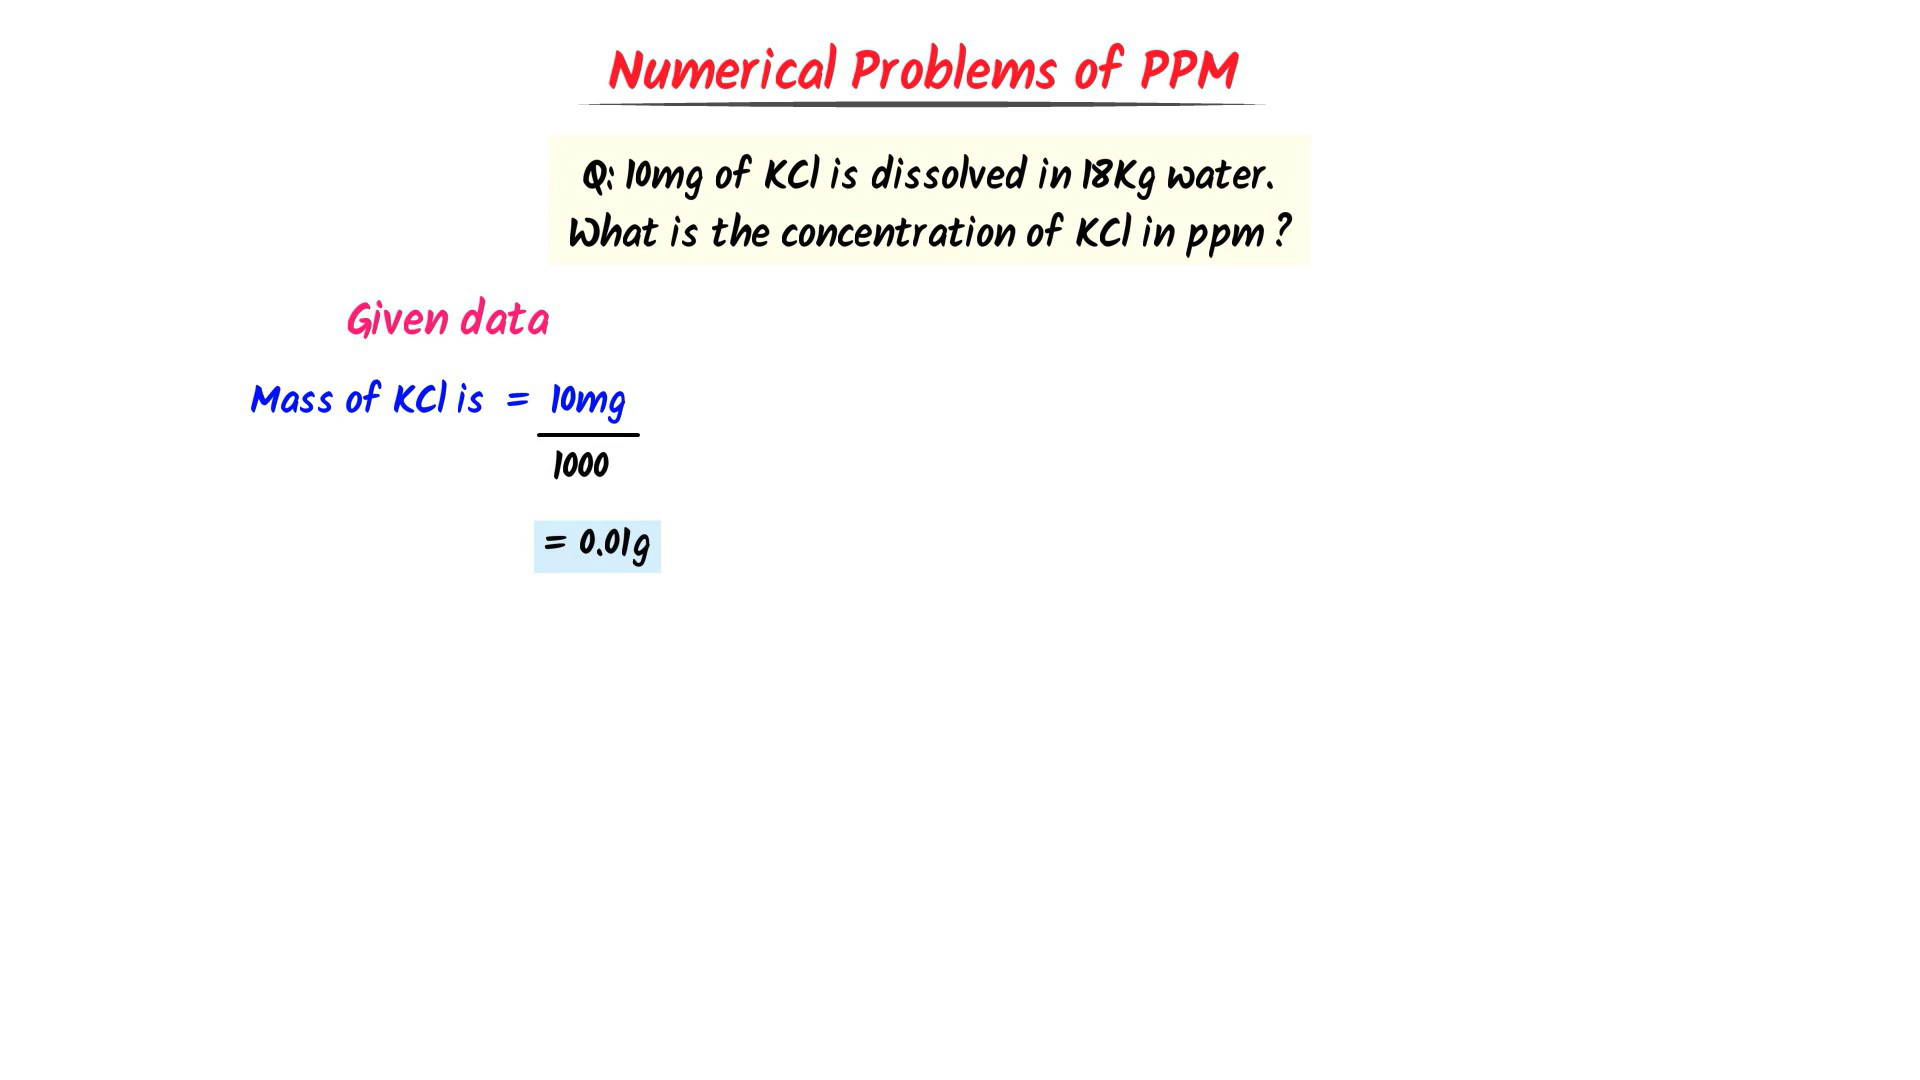 Numerical Problems of PPM
Q: 10mg of KCl is dissolved in 18Kg water.
What is the concentration of KCl in ppm ?
Given data
Mass of KCl is = 10mg
1000
= 0.01g